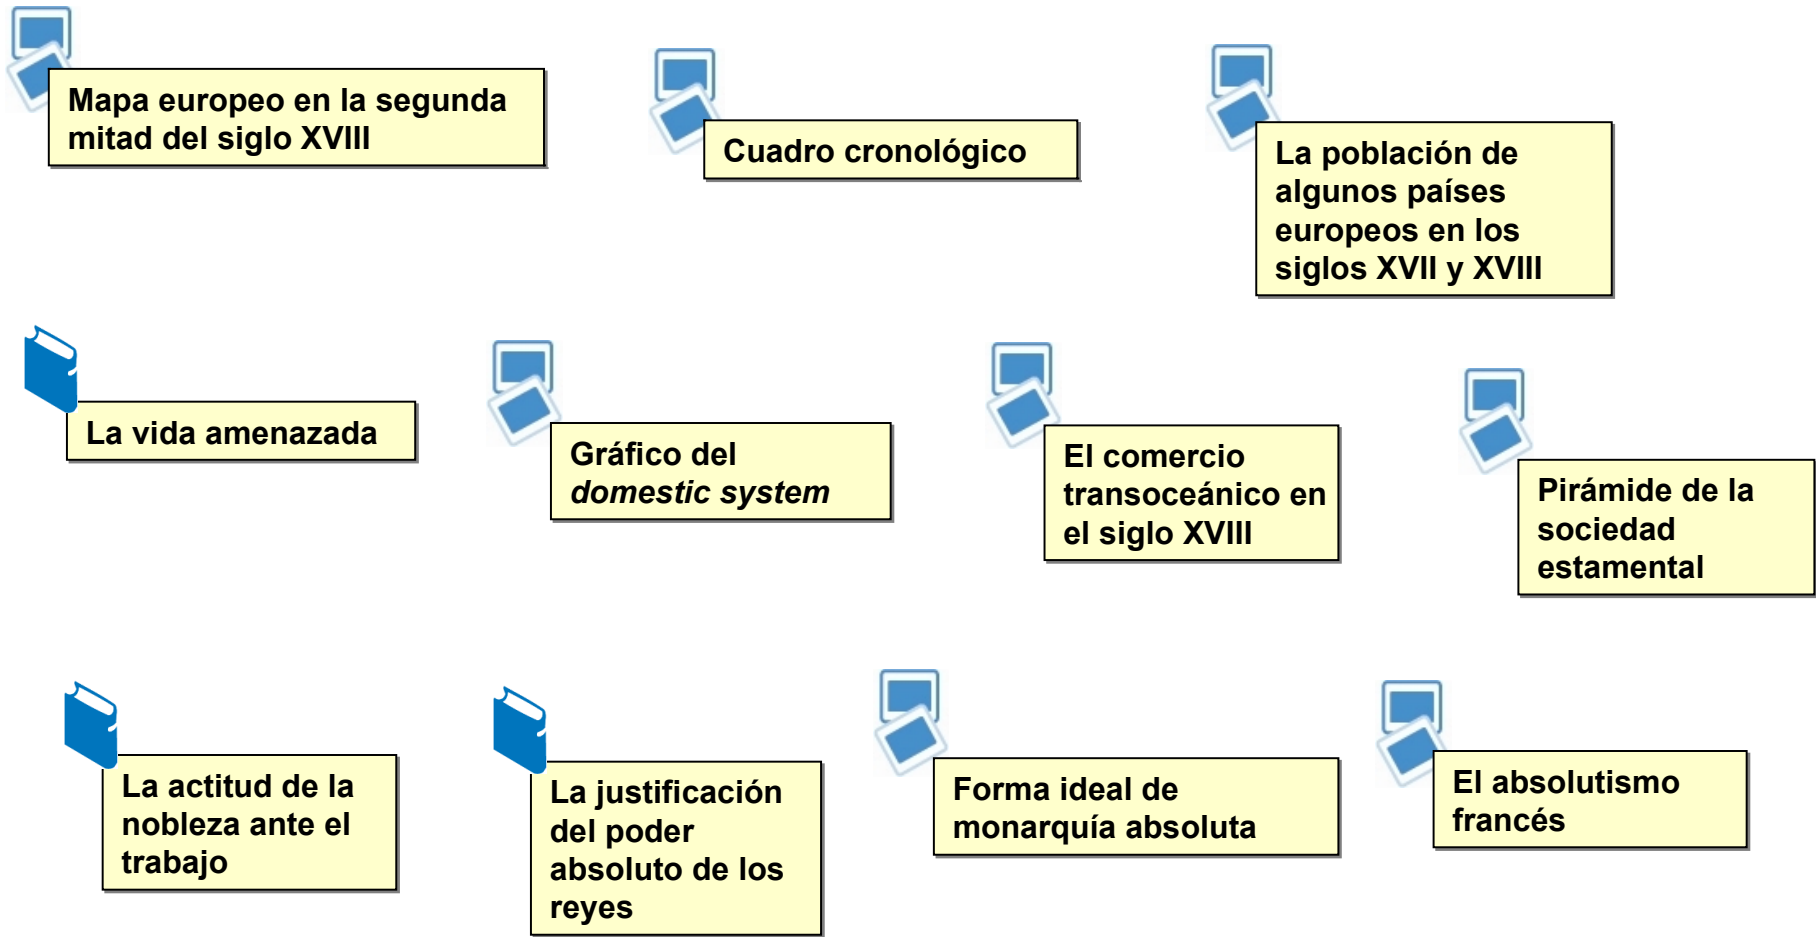 Mapa europeo en la segunda
mitad del siglo XVIII
Cuadro cronológico
La población de
algunos países
europeos en los
siglos XVII y XVIII
La vida amenazada
Gráfico del
domestic system
El comercio
transoceánico en
el siglo XVIII
Pirámide de la
sociedad
estamental
La actitud de la
nobleza ante el
trabajo
La justificación
del poder
absoluto de los
reyes
Forma ideal de
monarquía absoluta
El absolutismo
francés